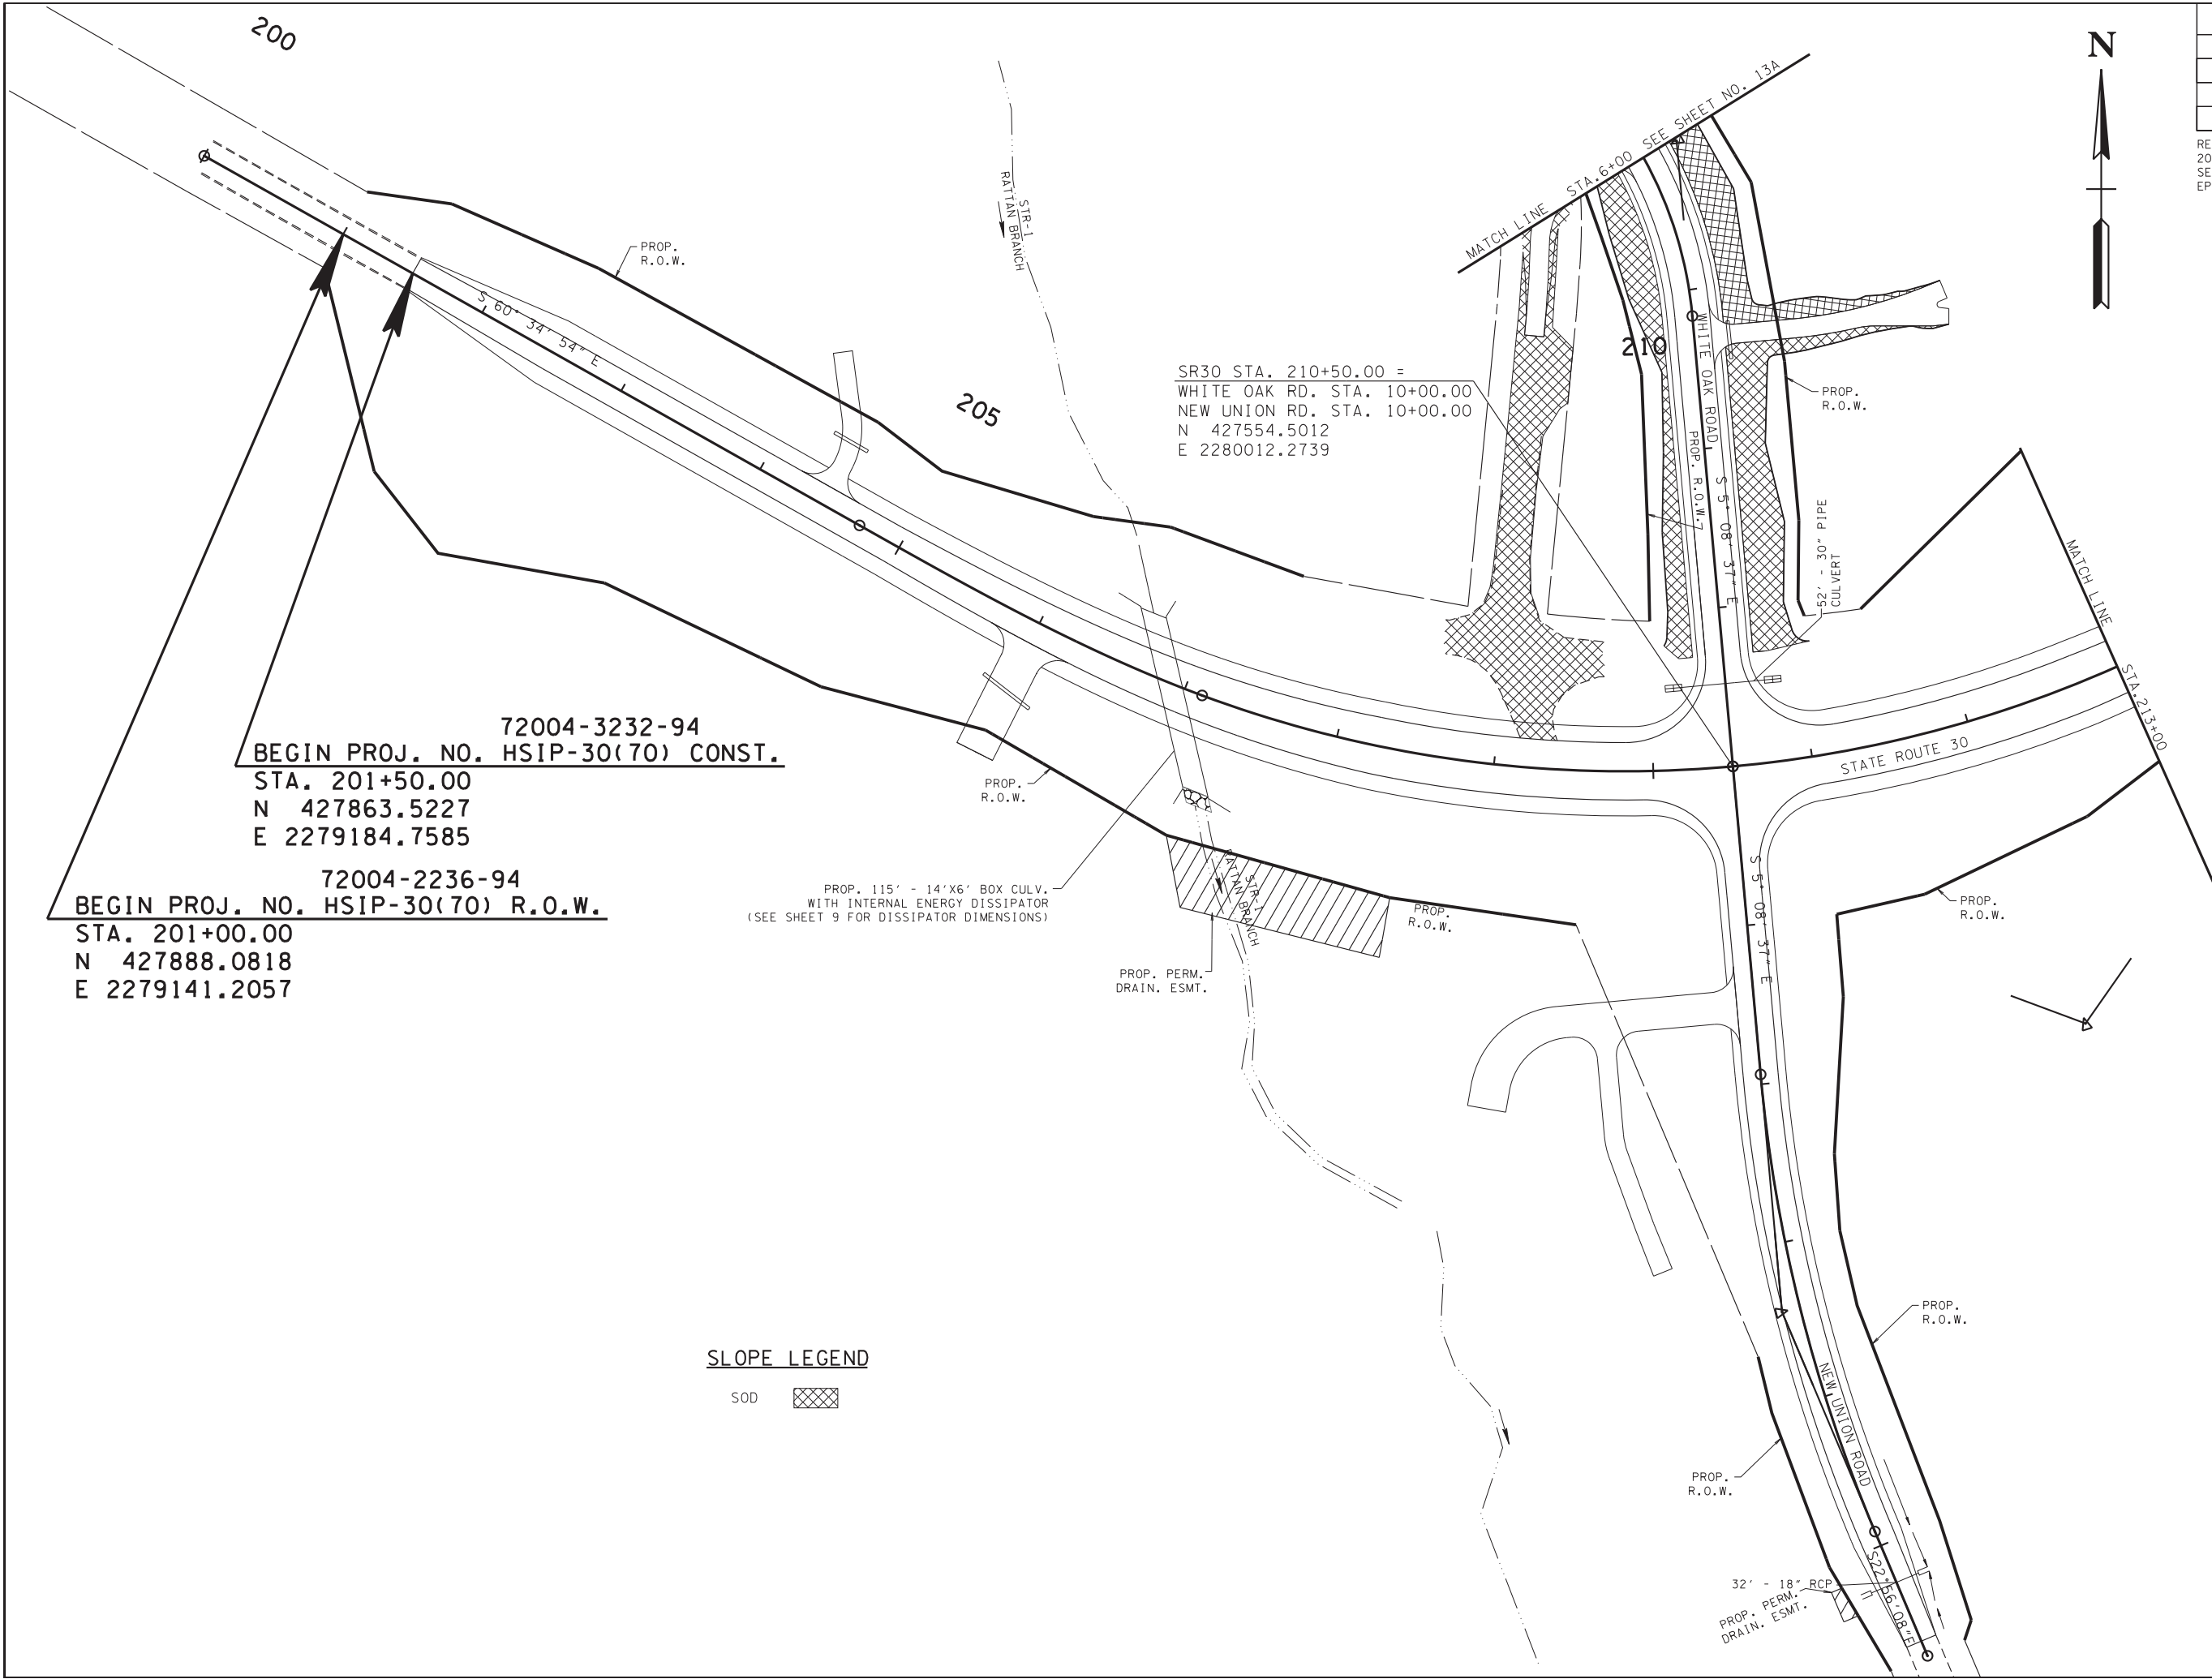 200
N
RE
20
SE
EP
MATCH LINE STA.6+00 SEE SHEET NO. 13A
STR-1
RATTAN BRANCH
PROP.
R.O.W.
S 60° 34' 54" E
205
210
SR30 STA. 210+50.00 =
WHITE OAK RD. STA. 10+00.00
NEW UNION RD. STA. 10+00.00
N 427554.5012
E 2280012.2739
WHITE OAK ROAD
PROP. R.O.W.
S 5° 08' 37" E
PROP.
R.O.W.
52' - 30" PIPE
CULVERT
MATCH LINE
STA.213+00
STATE ROUTE 30
72004-3232-94
BEGIN PROJ. NO. HSIP-30(70) CONST.
STA. 201+50.00
N 427863.5227
E 2279184.7585
72004-2236-94
BEGIN PROJ. NO. HSIP-30(70) R.O.W.
STA. 201+00.00
N 427888.0818
E 2279141.2057
PROP.
R.O.W.
PROP. 115' - 14'X6' BOX CULV.
WITH INTERNAL ENERGY DISSIPATOR
(SEE SHEET 9 FOR DISSIPATOR DIMENSIONS)
STR-1
RATTAN BRANCH
PROP.
R.O.W.
PROP. PERM.
DRAIN. ESMT.
S 5° 08' 37" E
PROP.
R.O.W.
PROP.
R.O.W.
SLOPE LEGEND
SOD
NEW UNION ROAD
PROP.
R.O.W.
32' - 18" RCP
PROP. PERM.
DRAIN. ESMT.
S22°56'08"E